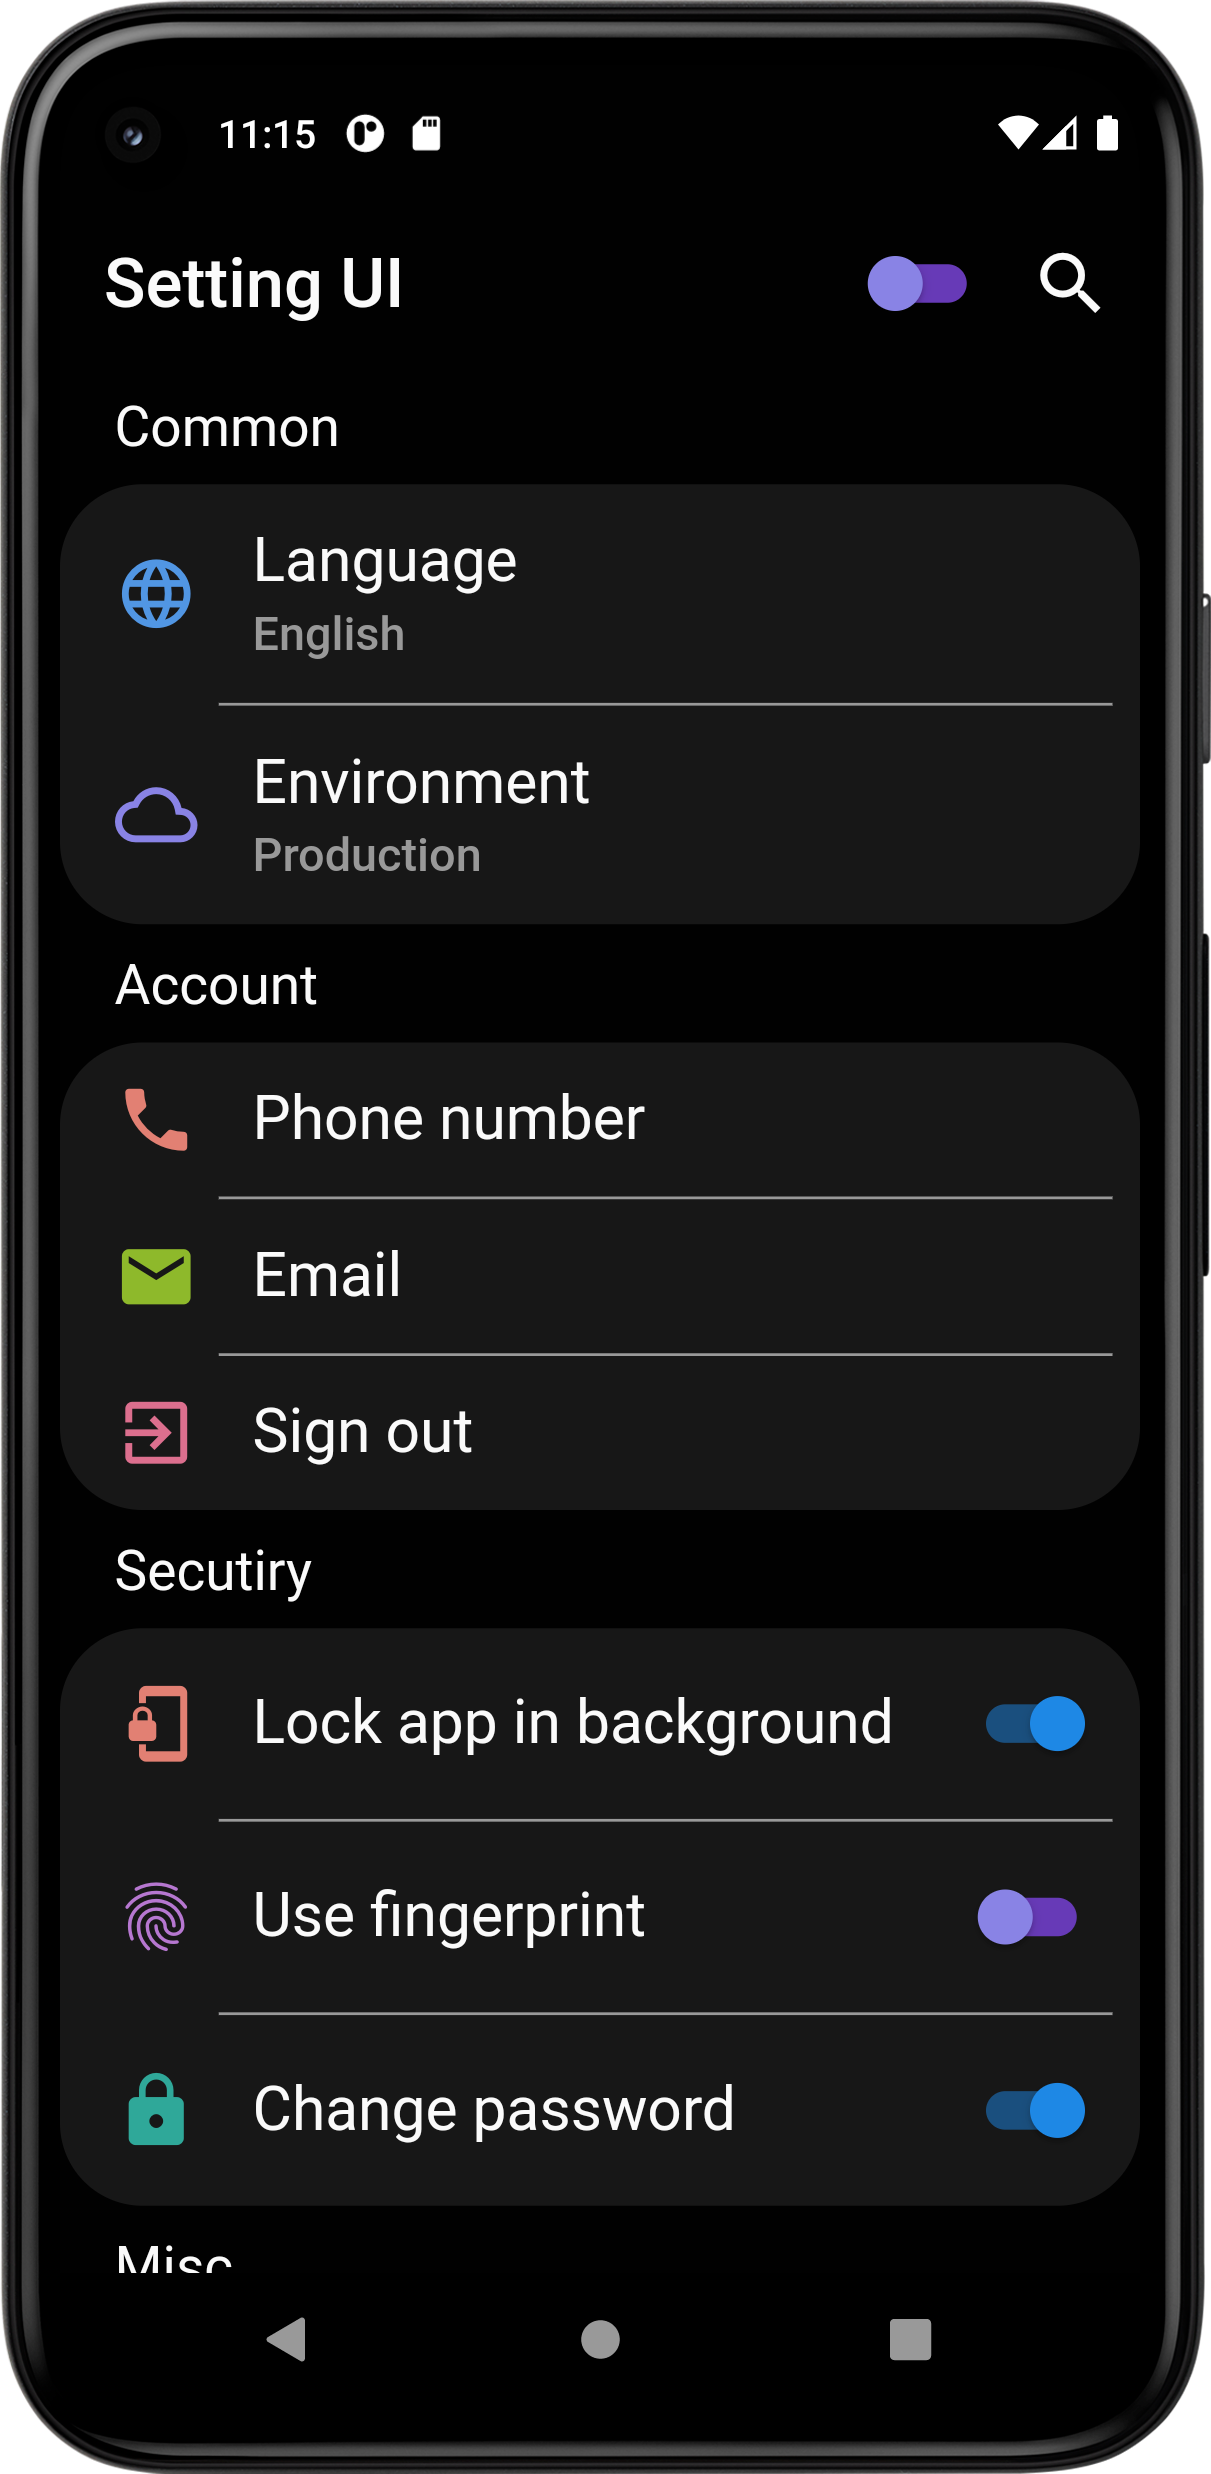 11:15
Setting UI
Common
Language
English
Environment
Production
Account
Phone number
Email
Sign out
Secutiry
Lock app in background
Use fingerprint
Change password
Misc